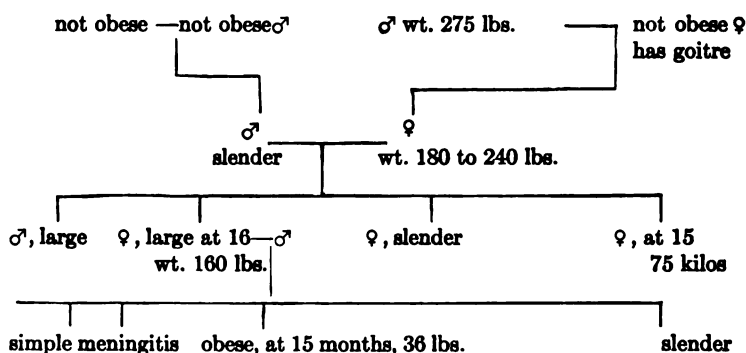 not obese — not obese♂ ♂ wt. 275 lbs. — not obese ♀
has goitre
♂ ♀
slender wt. 180 to 240 lbs.
♂, large ♀, large at 16—♂ ♀, slender ♀, at 15
wt. 160 lbs. 75 kilos
simple meningitis obese, at 15 months, 36 lbs. slender